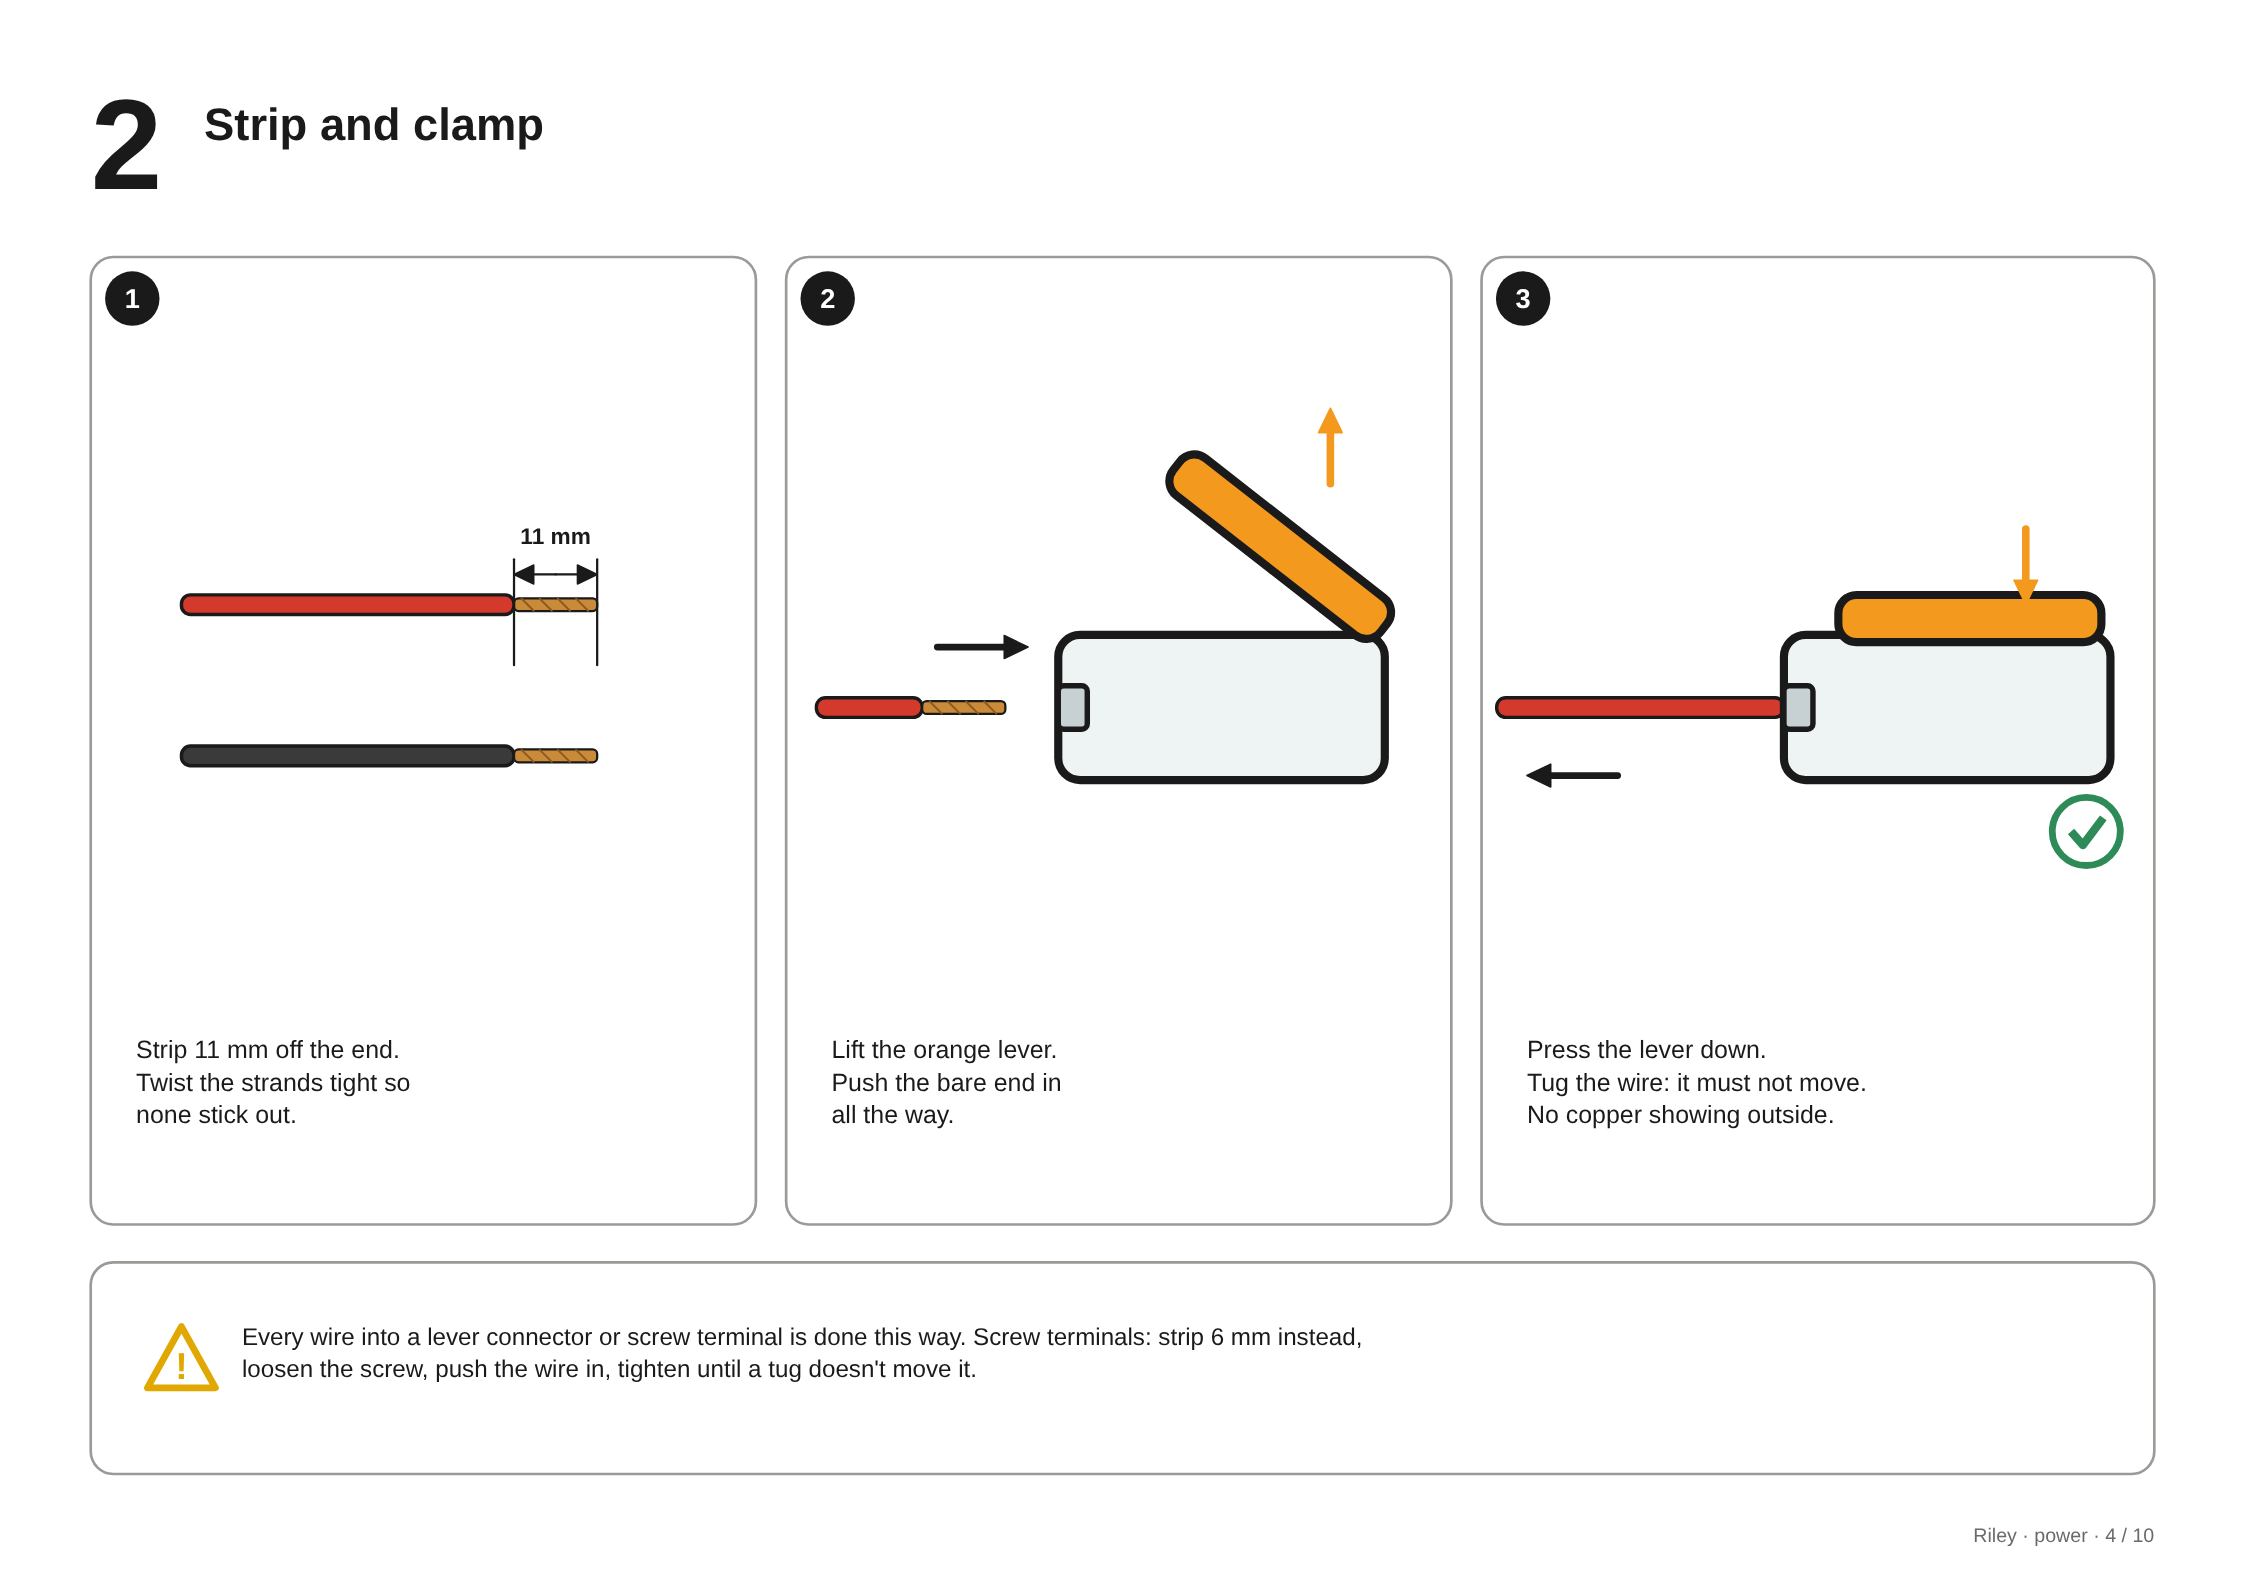 2 Strip and clamp
1
11 mm
Strip 11 mm off the end.
Twist the strands tight so
none stick out.
2
Lift the orange lever.
Push the bare end in
all the way.
3
Press the lever down.
Tug the wire: it must not move.
No copper showing outside.
!
Every wire into a lever connector or screw terminal is done this way. Screw terminals: strip 6 mm instead,
loosen the screw, push the wire in, tighten until a tug doesn't move it.
Riley · power · 4 / 10